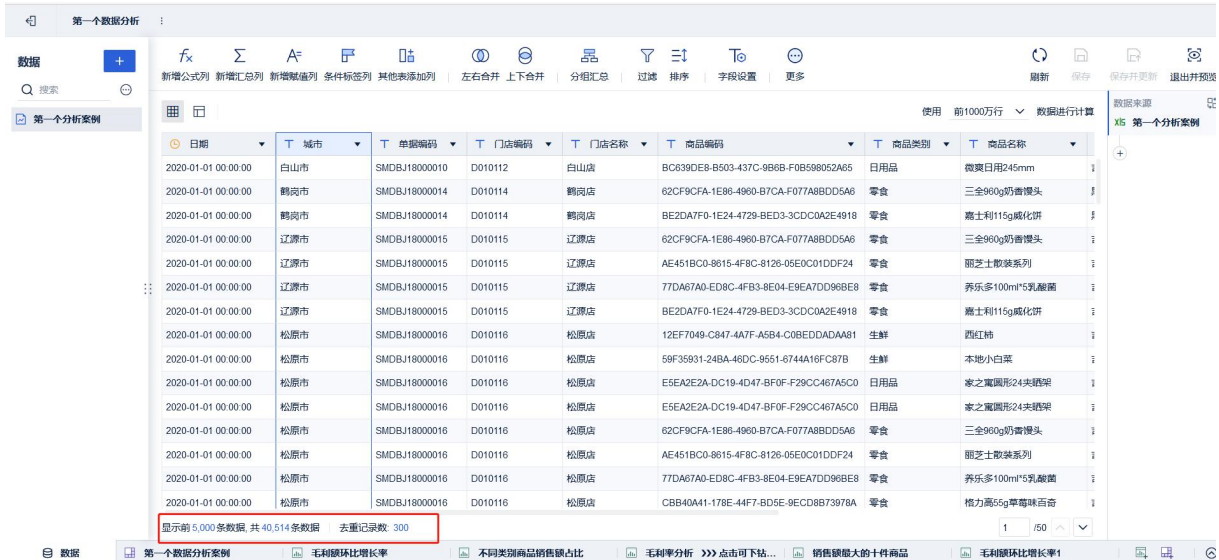 第一个数据分析
数据
搜索
第一个分析案例
新增公式列 新增汇总列 新增赋值列 条件标签列 其他表添加列 左右合并 上下合并 分组汇总 过滤 排序 字段设置 更多 刷新 保存 保存并更新 退出并预览
使用 前1000万行 数据进行计算
数据来源
第一个分析案例
日期 城市 单据编码 门店编码 门店名称 商品编码 商品类别 商品名称
2020-01-01 00:00:00 白山市 SMDBJ18000010 D010112 白山店 BC639DE8-B503-437C-9B6B-F0B598052A65 日用品 微爽日用245mm
2020-01-01 00:00:00 鹤岗市 SMDBJ18000014 D010114 鹤岗店 62CF9CFA-1E86-4960-B7CA-F077A8BDD5A6 零食 三全960g奶香馒头
2020-01-01 00:00:00 鹤岗市 SMDBJ18000014 D010114 鹤岗店 BE2DA7F0-1E24-4729-BED3-3CDC0A2E4918 零食 嘉士利115g威化饼
2020-01-01 00:00:00 辽源市 SMDBJ18000015 D010115 辽源店 62CF9CFA-1E86-4960-B7CA-F077A8BDD5A6 零食 三全960g奶香馒头
2020-01-01 00:00:00 辽源市 SMDBJ18000015 D010115 辽源店 AE451BC0-8615-4F8C-8126-05E0C01DDF24 零食 丽芝士散装系列
2020-01-01 00:00:00 辽源市 SMDBJ18000015 D010115 辽源店 77DA67A0-ED8C-4FB3-8E04-E9EA7DD96BE8 零食 养乐多100ml*5乳酸菌
2020-01-01 00:00:00 辽源市 SMDBJ18000015 D010115 辽源店 BE2DA7F0-1E24-4729-BED3-3CDC0A2E4918 零食 嘉士利115g威化饼
2020-01-01 00:00:00 松原市 SMDBJ18000016 D010116 松原店 12EF7049-C847-4A7F-A5B4-C0BEDDADAA81 生鲜 西红柿
2020-01-01 00:00:00 松原市 SMDBJ18000016 D010116 松原店 59F35931-24BA-46DC-9551-6744A16FC87B 生鲜 本地小白菜
2020-01-01 00:00:00 松原市 SMDBJ18000016 D010116 松原店 E5EA2E2A-DC19-4D47-BF0F-F29CC467A5C0 日用品 家之寓圆形24夹晒架
2020-01-01 00:00:00 松原市 SMDBJ18000016 D010116 松原店 E5EA2E2A-DC19-4D47-BF0F-F29CC467A5C0 日用品 家之寓圆形24夹晒架
2020-01-01 00:00:00 松原市 SMDBJ18000016 D010116 松原店 62CF9CFA-1E86-4960-B7CA-F077A8BDD5A6 零食 三全960g奶香馒头
2020-01-01 00:00:00 松原市 SMDBJ18000016 D010116 松原店 AE451BC0-8615-4F8C-8126-05E0C01DDF24 零食 丽芝士散装系列
2020-01-01 00:00:00 松原市 SMDBJ18000016 D010116 松原店 77DA67A0-ED8C-4FB3-8E04-E9EA7DD96BE8 零食 养乐多100ml*5乳酸菌
2020-01-01 00:00:00 松原市 SMDBJ18000016 D010116 松原店 CBB40A41-178E-44F7-BD5E-9ECD8B73978A 零食 格力高55g草莓味百奇
显示前 5,000 条数据, 共 40,514 条数据 去重记录数: 300
1 /50
数据 第一个数据分析案例 毛利额环比增长率 不同类别商品销售额占比 毛利率分析 >>> 点击可下钻... 销售额最大的十件商品 毛利额环比增长率1